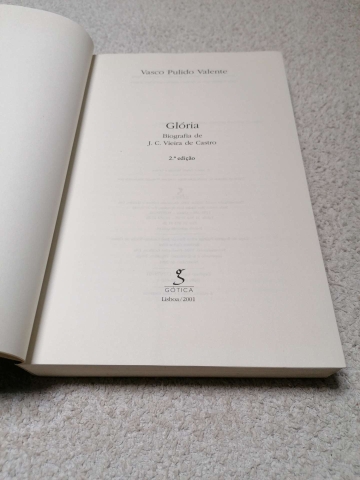 Vasco Pulido Valente
Glória
Biografia de
J. C. Vieira de Castro
2.ª edição
g
GÓTICA
Lisboa/2001